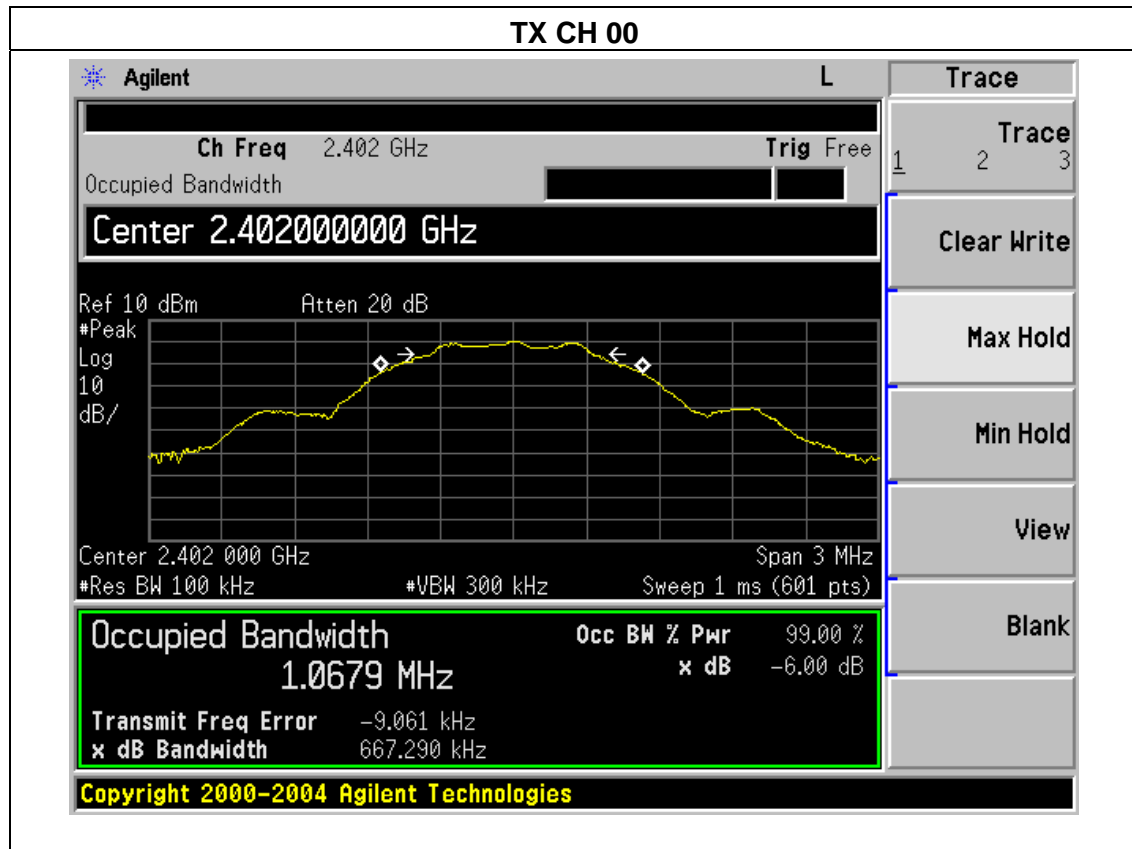 TX CH 00
Agilent L Trace
Ch Freq 2.402 GHz Trig Free
Occupied Bandwidth
Center 2.402000000 GHz
Ref 10 dBm Atten 20 dB
#Peak
Log
10
dB/
Center 2.402 000 GHz Span 3 MHz
#Res BW 100 kHz #VBW 300 kHz Sweep 1 ms (601 pts)
Occupied Bandwidth Occ BW % Pwr 99.00 %
1.0679 MHz x dB -6.00 dB
Transmit Freq Error -9.061 kHz
x dB Bandwidth 667.290 kHz
Trace
1 2 3
Clear Write
Max Hold
Min Hold
View
Blank
Copyright 2000-2004 Agilent Technologies